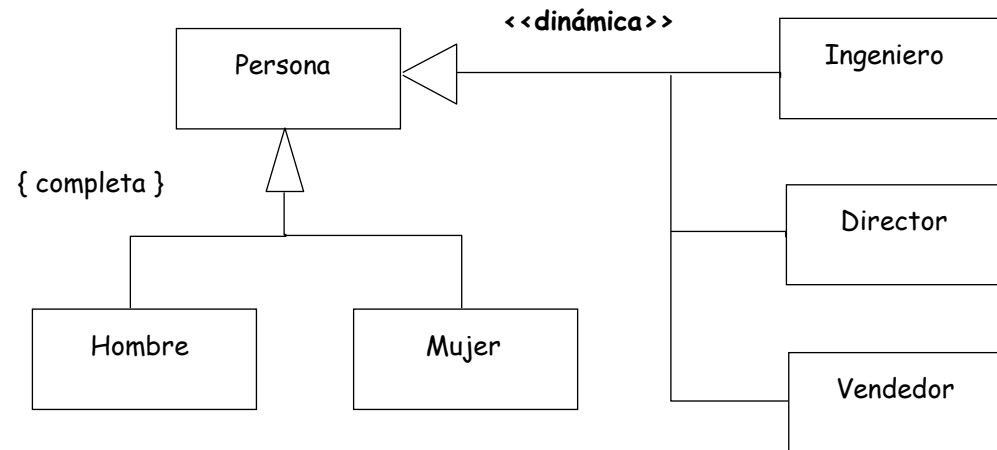 <<dinámica>>
Persona
Ingeniero
{ completa }
Director
Hombre
Mujer
Vendedor